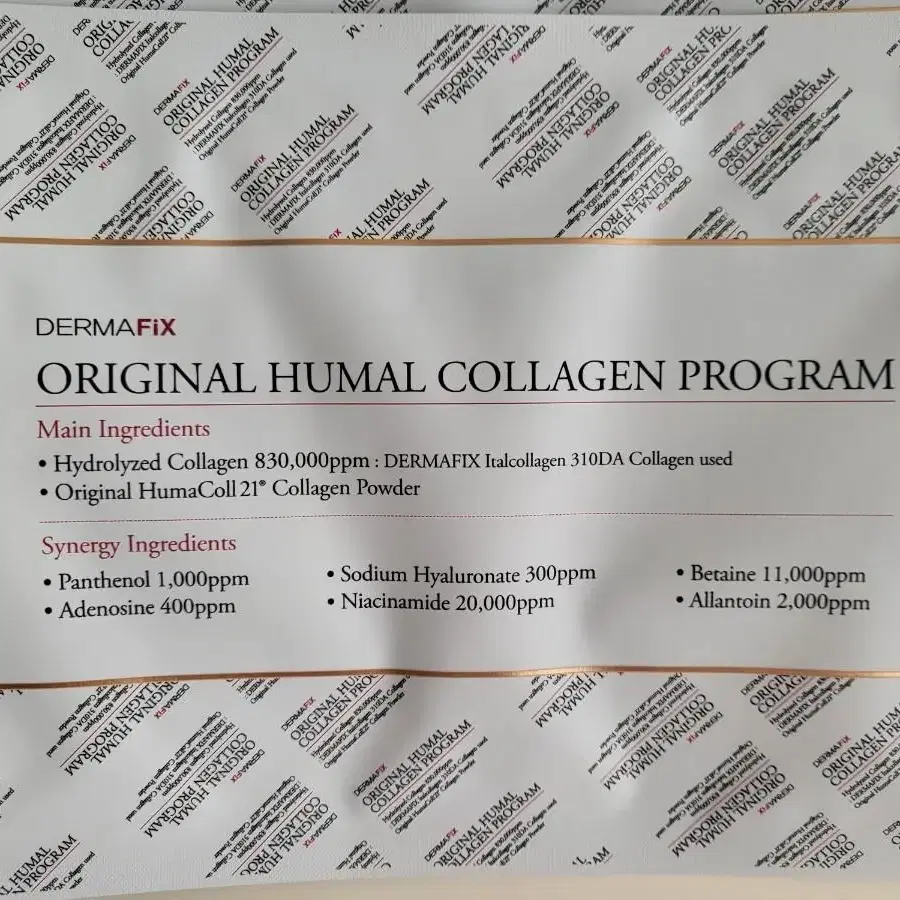 DERMAFiX
ORIGINAL HUMAL COLLAGEN PROGRAM
Main Ingredients
• Hydrolyzed Collagen 830,000ppm : DERMAFIX Italcollagen 310DA Collagen used
• Original HumaColl21® Collagen Powder
Synergy Ingredients
• Panthenol 1,000ppm
• Sodium Hyaluronate 300ppm
• Betaine 11,000ppm
• Adenosine 400ppm
• Niacinamide 20,000ppm
• Allantoin 2,000ppm